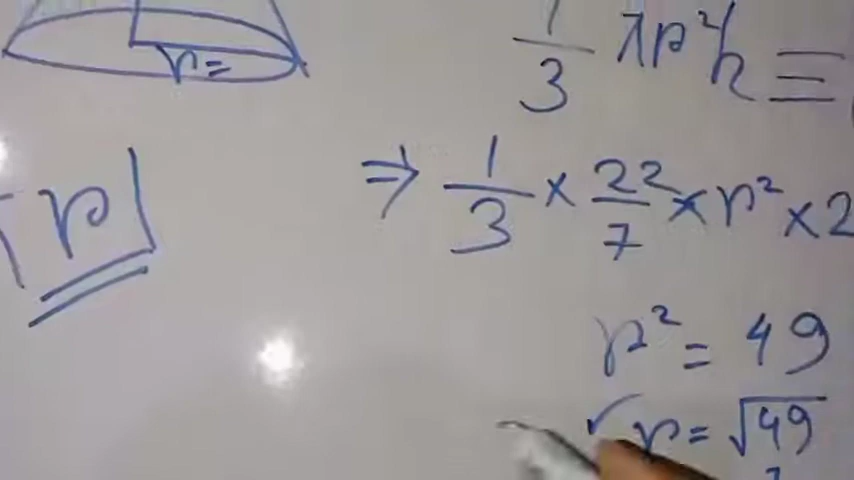 r=
1/3 πr²h =
r
⇒ 1/3 × 22/7 × r² × 2
r² = 49
r = √49